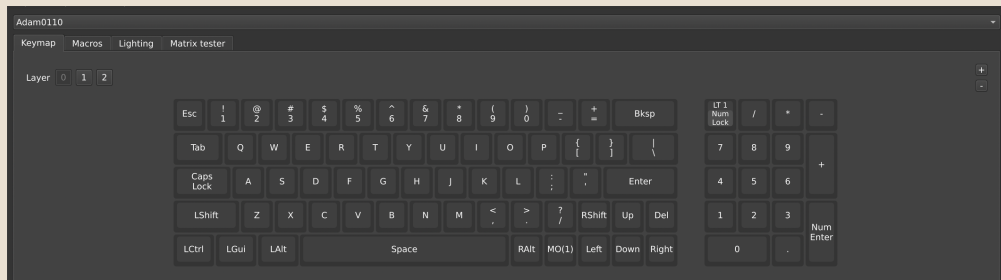 Adam0110
Keymap Macros Lighting Matrix tester
Layer 0 1 2
+
-
Esc ! 1 @ 2 # 3 $ 4 % 5 ^ 6 & 7 * 8 ( 9 ) 0 _ - + = Bksp LT 1 Num Lock / * -
Tab Q W E R T Y U I O P { [ } ] | \ 7 8 9 +
Caps Lock A S D F G H J K L : ; " ' Enter 4 5 6
LShift Z X C V B N M < , > . ? / RShift Up Del 1 2 3 Num Enter
LCtrl LGui LAlt Space RAlt MO(1) Left Down Right 0 .